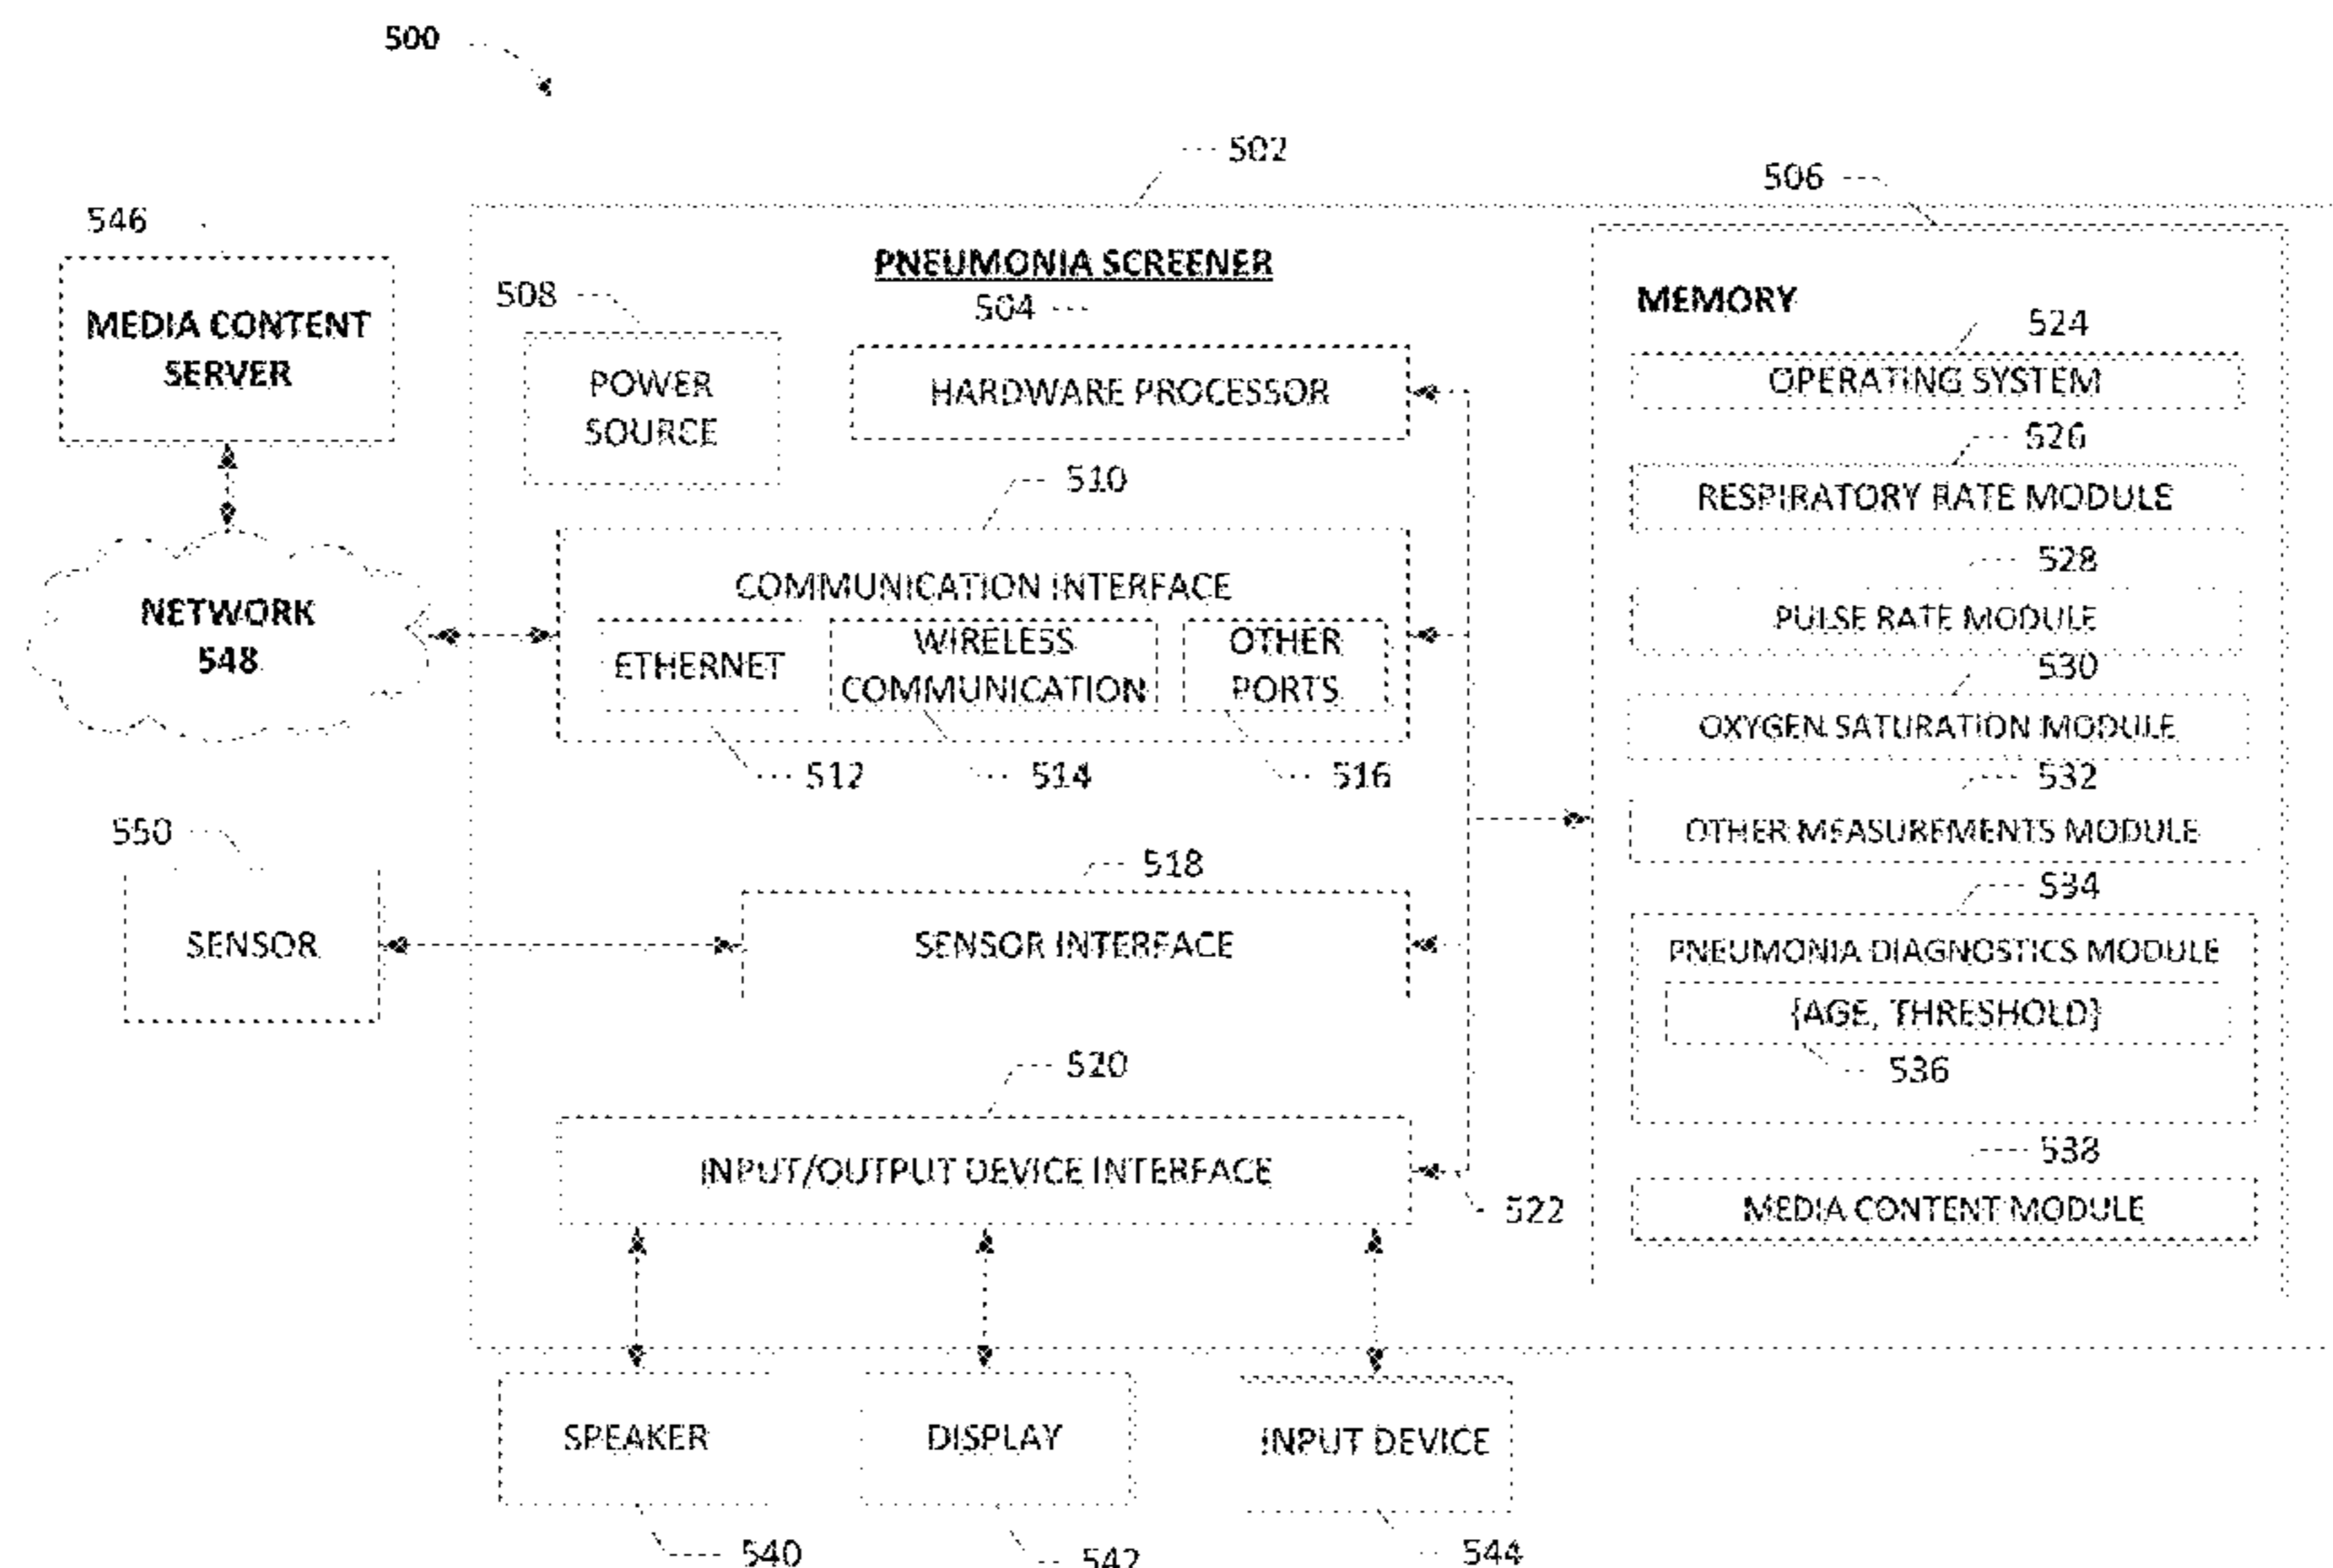 500
502
506
546
PNEUMONIA SCREENER
508
504
MEMORY
MEDIA CONTENT
SERVER
524
POWER
SOURCE
HARDWARE PROCESSOR
OPERATING SYSTEM
526
510
RESPIRATORY RATE MODULE
528
COMMUNICATION INTERFACE
NETWORK
548
ETHERNET
WIRELESS
COMMUNICATION
OTHER
PORTS
PULSE RATE MODULE
530
OXYGEN SATURATION MODULE
512
514
516
532
550
OTHER MEASUREMENTS MODULE
518
534
SENSOR
SENSOR INTERFACE
PNEUMONIA DIAGNOSTICS MODULE
{AGE, THRESHOLD}
520
536
538
INPUT/OUTPUT DEVICE INTERFACE
522
MEDIA CONTENT MODULE
SPEAKER
DISPLAY
INPUT DEVICE
540
542
544